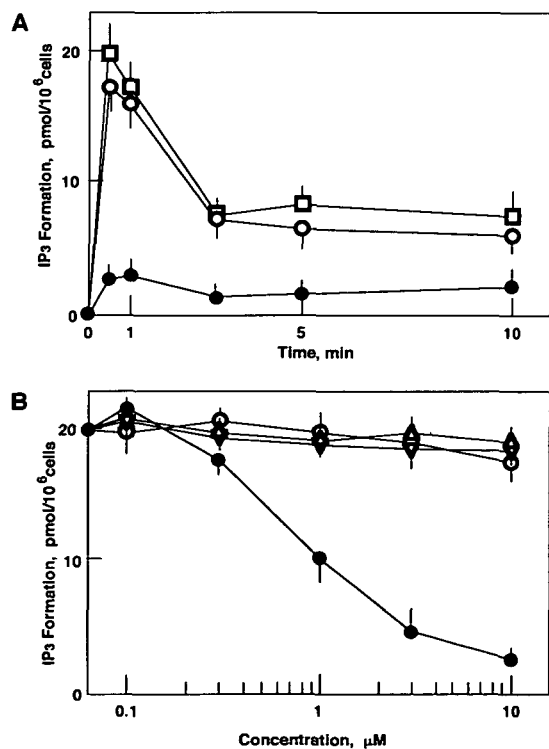 A
IP3 Formation, pmol/10⁶cells
20
10
0
0 1 5 10
Time, min
B
IP3 Formation, pmol/10⁶cells
20
10
0
0.1 1 10
Concentration, μM